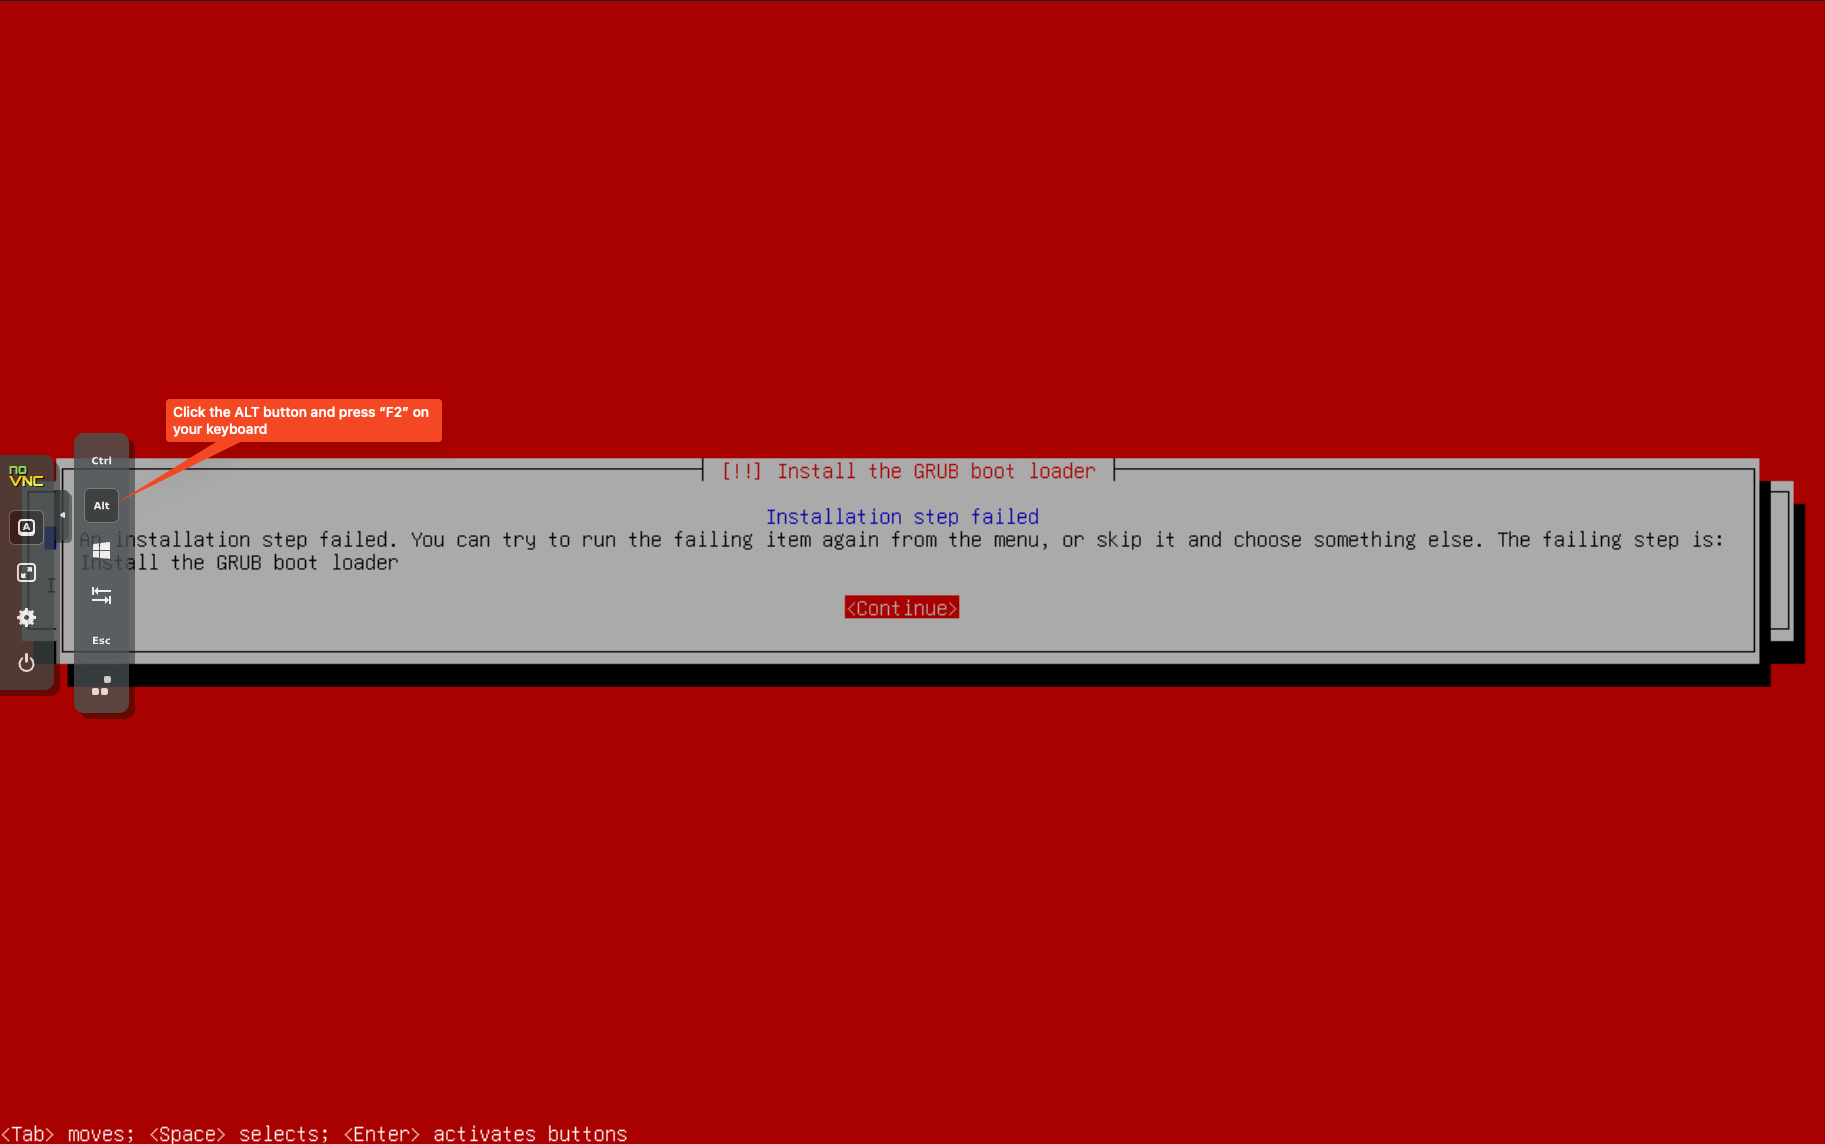 Click the ALT button and press “F2” on
your keyboard
Ctrl
no
VNC
Alt
A
Esc
[!!] Install the GRUB boot loader
Installation step failed
An installation step failed. You can try to run the failing item again from the menu, or skip it and choose something else. The failing step is:
Install the GRUB boot loader
I
<Continue>
<Tab> moves; <Space> selects; <Enter> activates buttons